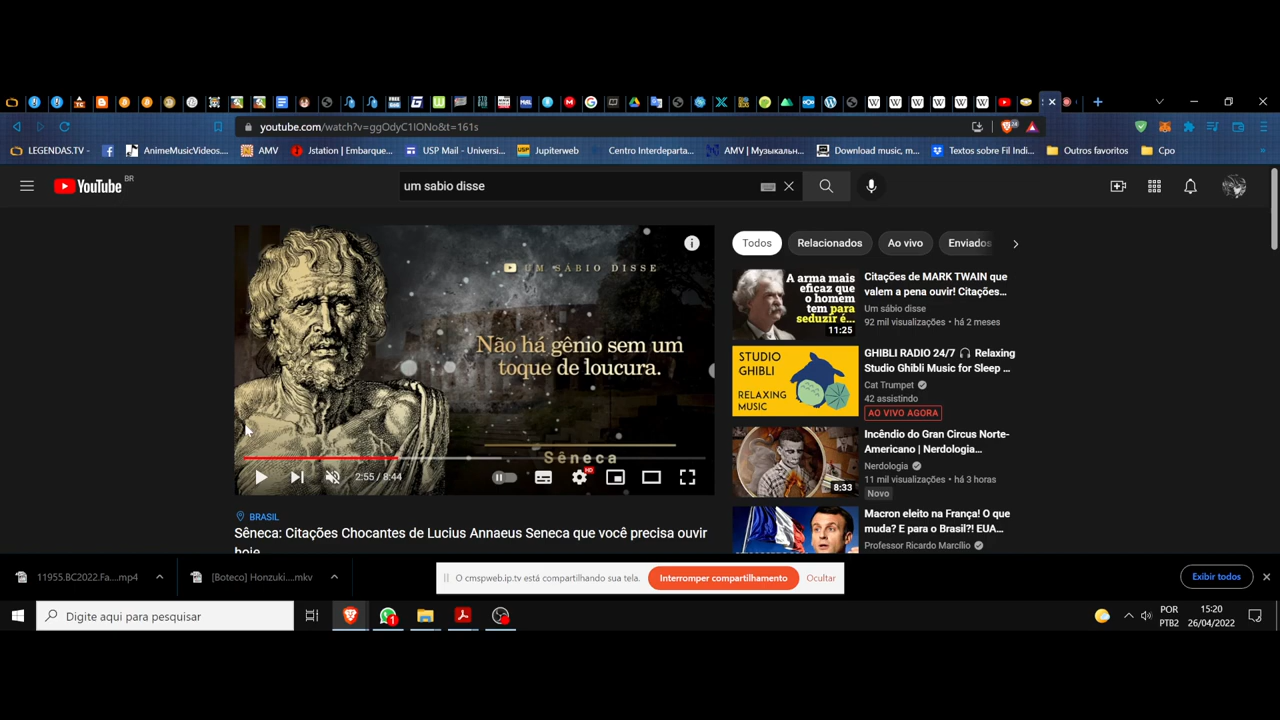 youtube.com/watch?v=ggOdyC1IONo&t=161s
LEGENDAS.TV -
AnimeMusicVideos...
AMV
Jstation | Embarque...
USP Mail - Universi...
Jupiterweb
Centro Interdeparta...
AMV | Музыкальн...
Download music, m...
Textos sobre Fil Indi...
Outros favoritos
Cpo
YouTube BR
um sabio disse
UM SÁBIO DISSE
Não há gênio sem um
toque de loucura.
Sêneca
2:55 / 8:44
HD
BRASIL
Sêneca: Citações Chocantes de Lucius Annaeus Seneca que você precisa ouvir
hoje
Todos
Relacionados
Ao vivo
Enviados
A arma mais
eficaz que
o homem
tem para
seduzir é...
11:25
Citações de MARK TWAIN que
valem a pena ouvir! Citações...
Um sábio disse
92 mil visualizações • há 2 meses
STUDIO
GHIBLI
RELAXING
MUSIC
GHIBLI RADIO 24/7 🎧 Relaxing
Studio Ghibli Music for Sleep ...
Cat Trumpet
42 assistindo
AO VIVO AGORA
8:33
Incêndio do Gran Circus Norte-
Americano | Nerdologia...
Nerdologia
11 mil visualizações • há 3 horas
Novo
Macron eleito na França! O que
muda? E para o Brasil?! EUA...
Professor Ricardo Marcílio
11955.BC2022.Fa....mp4
[Boteco] Honzuki....mkv
O cmspweb.ip.tv está compartilhando sua tela.
Interromper compartilhamento
Ocultar
Exibir todos
Digite aqui para pesquisar
1
POR
PTB2
15:20
26/04/2022